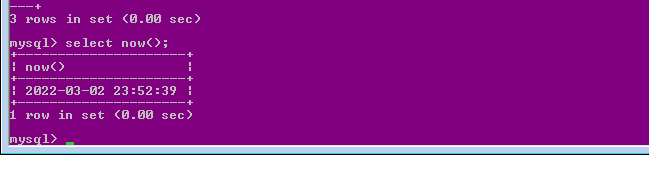 ---+
3 rows in set (0.00 sec)
mysql> select now();
+---------------------+
| now()               |
+---------------------+
| 2022-03-02 23:52:39 |
+---------------------+
1 row in set (0.00 sec)
mysql>